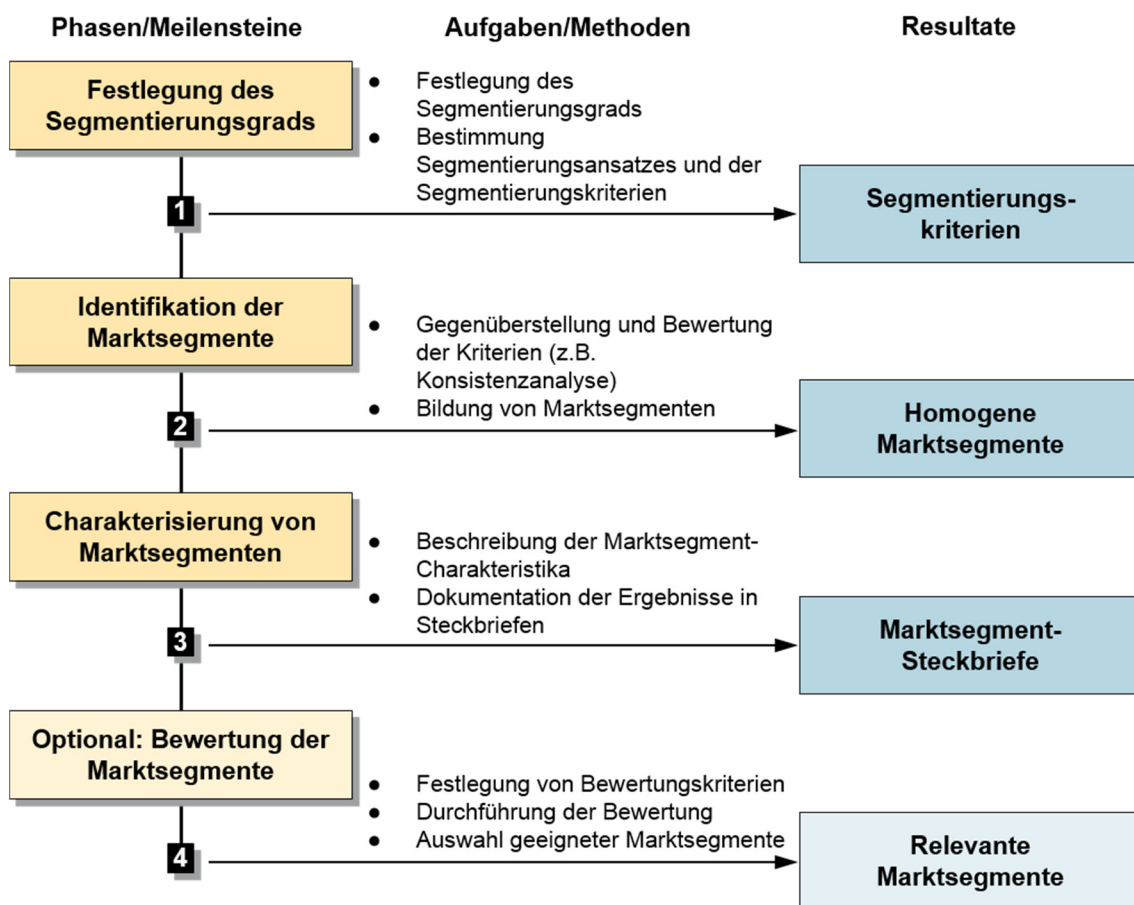 Phasen/Meilensteine
Aufgaben/Methoden
Resultate
Festlegung des
Segmentierungsgrads
● Festlegung des
Segmentierungsgrads
● Bestimmung
Segmentierungsansatzes und der
Segmentierungskriterien
1
Segmentierungs-
kriterien
Identifikation der
Marktsegmente
● Gegenüberstellung und Bewertung
der Kriterien (z.B.
Konsistenzanalyse)
● Bildung von Marktsegmenten
2
Homogene
Marktsegmente
Charakterisierung von
Marktsegmenten
● Beschreibung der Marktsegment-
Charakteristika
● Dokumentation der Ergebnisse in
Steckbriefen
3
Marktsegment-
Steckbriefe
Optional: Bewertung der
Marktsegmente
● Festlegung von Bewertungskriterien
● Durchführung der Bewertung
● Auswahl geeigneter Marktsegmente
4
Relevante
Marktsegmente